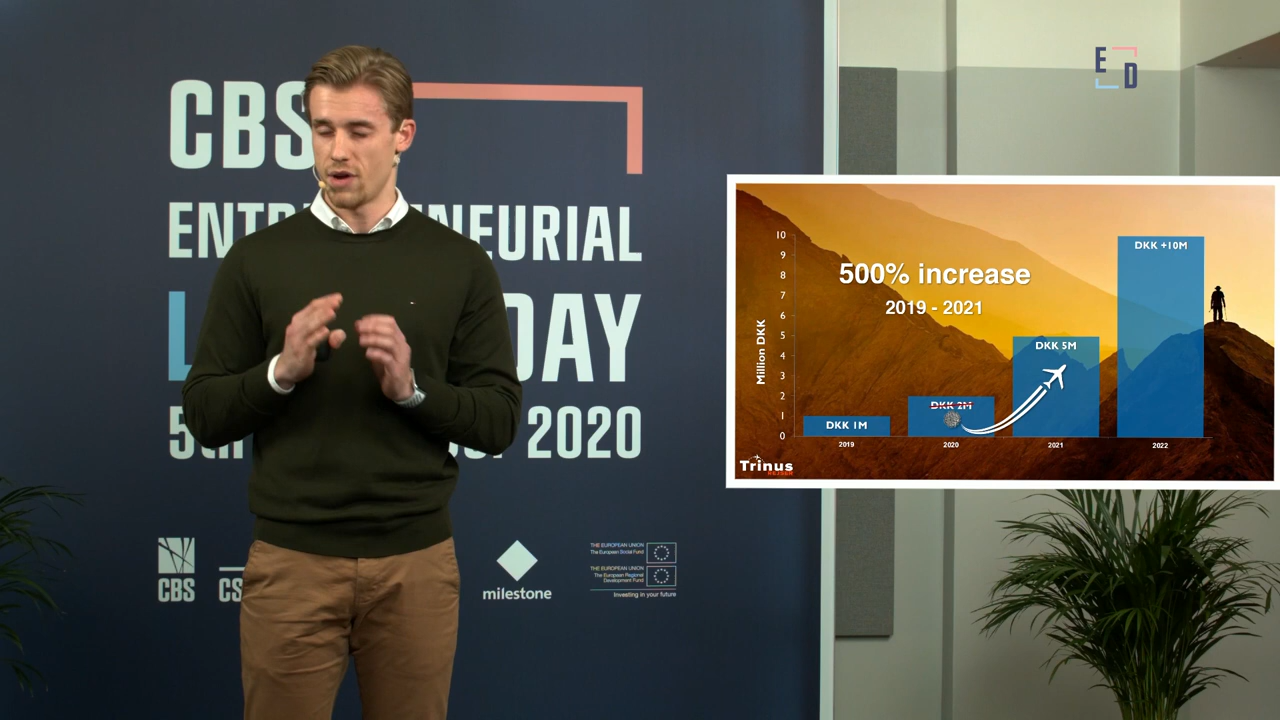 CBS
ENTR NEURIAL
L DAY
5th 2020
CBS
CS
milestone
THE EUROPEAN UNION
The European Social Fund
THE EUROPEAN UNION
The European Regional
Development Fund
Investing in your future
E
D
500% increase
2019 - 2021
Million DKK
10
9
8
7
6
5
4
3
2
1
0
DKK 1M
DKK 2M
DKK 5M
DKK +10M
2019
2020
2021
2022
Trinus
REISER